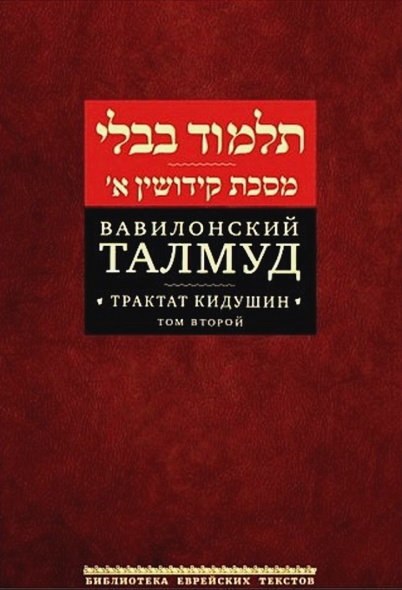 תלמוד בבלי
מסכת קידושין א'
ВАВИЛОНСКИЙ
ТАЛМУД
ТРАКТАТ КИДУШИН
ТОМ ВТОРОЙ
БИБЛИОТЕКА ЕВРЕЙСКИХ ТЕКСТОВ